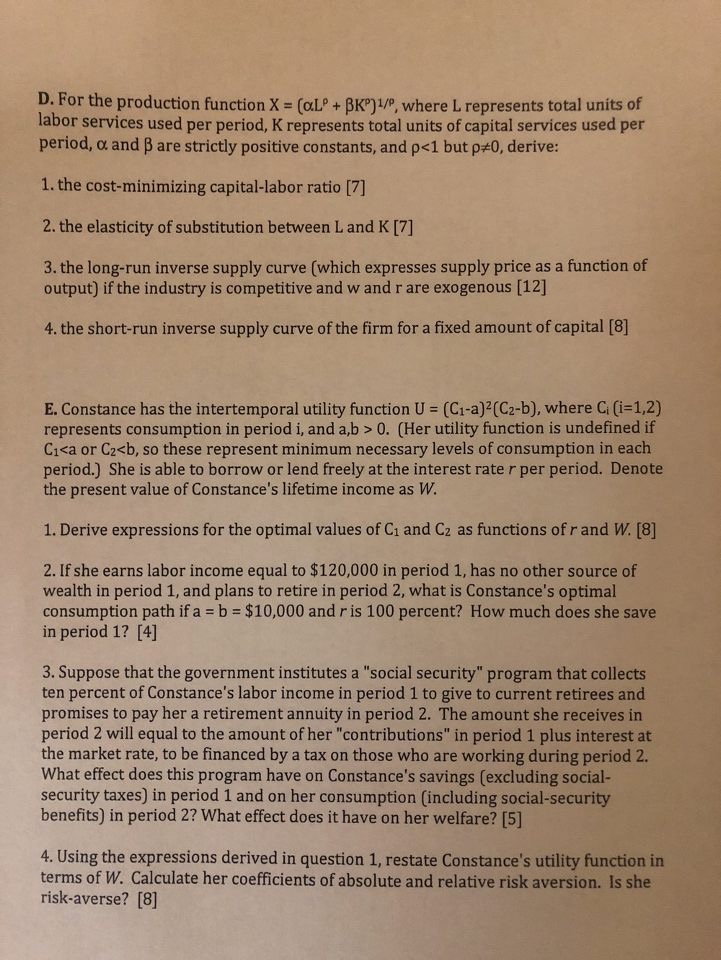 D. For the production function X = (αLᵖ + βKᵖ)¹/ᵖ, where L represents total units of
labor services used per period, K represents total units of capital services used per
period, α and β are strictly positive constants, and ρ<1 but ρ≠0, derive:
1. the cost-minimizing capital-labor ratio [7]
2. the elasticity of substitution between L and K [7]
3. the long-run inverse supply curve (which expresses supply price as a function of
output) if the industry is competitive and w and r are exogenous [12]
4. the short-run inverse supply curve of the firm for a fixed amount of capital [8]
E. Constance has the intertemporal utility function U = (C₁-a)²(C₂-b), where Cᵢ (i=1,2)
represents consumption in period i, and a,b > 0. (Her utility function is undefined if
C₁<a or C₂<b, so these represent minimum necessary levels of consumption in each
period.) She is able to borrow or lend freely at the interest rate r per period. Denote
the present value of Constance's lifetime income as W.
1. Derive expressions for the optimal values of C₁ and C₂ as functions of r and W. [8]
2. If she earns labor income equal to $120,000 in period 1, has no other source of
wealth in period 1, and plans to retire in period 2, what is Constance's optimal
consumption path if a = b = $10,000 and r is 100 percent? How much does she save
in period 1? [4]
3. Suppose that the government institutes a "social security" program that collects
ten percent of Constance's labor income in period 1 to give to current retirees and
promises to pay her a retirement annuity in period 2. The amount she receives in
period 2 will equal to the amount of her "contributions" in period 1 plus interest at
the market rate, to be financed by a tax on those who are working during period 2.
What effect does this program have on Constance's savings (excluding social-
security taxes) in period 1 and on her consumption (including social-security
benefits) in period 2? What effect does it have on her welfare? [5]
4. Using the expressions derived in question 1, restate Constance's utility function in
terms of W. Calculate her coefficients of absolute and relative risk aversion. Is she
risk-averse? [8]